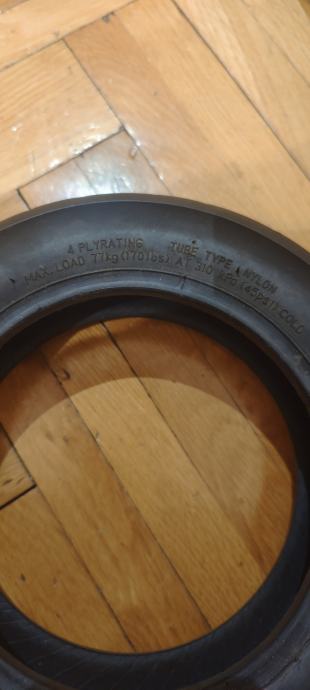 4 PLYRATING TUBE TYPE NYLON
MAX. LOAD 77kg (170lbs) AT 310 KPa (45PSI) COLD